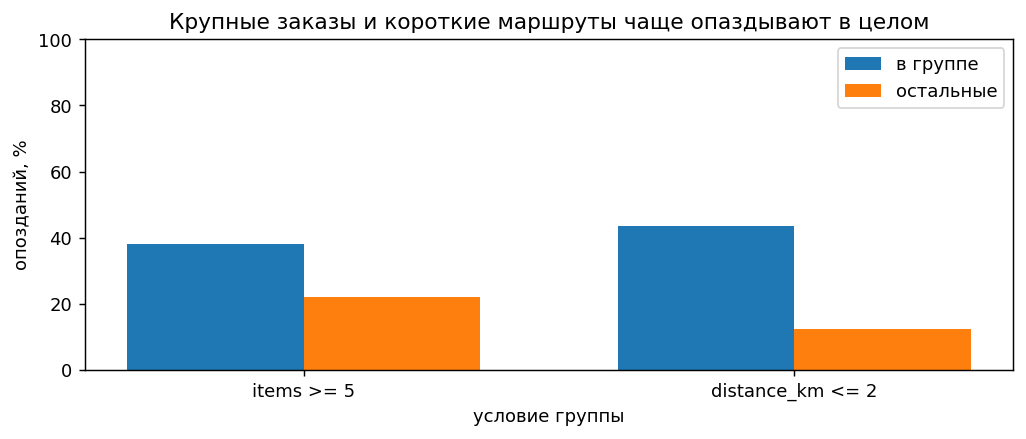 Крупные заказы и короткие маршруты чаще опаздывают в целом
100
80
60
40
20
0
опозданий, %
в группе
остальные
items >= 5
distance_km <= 2
условие группы